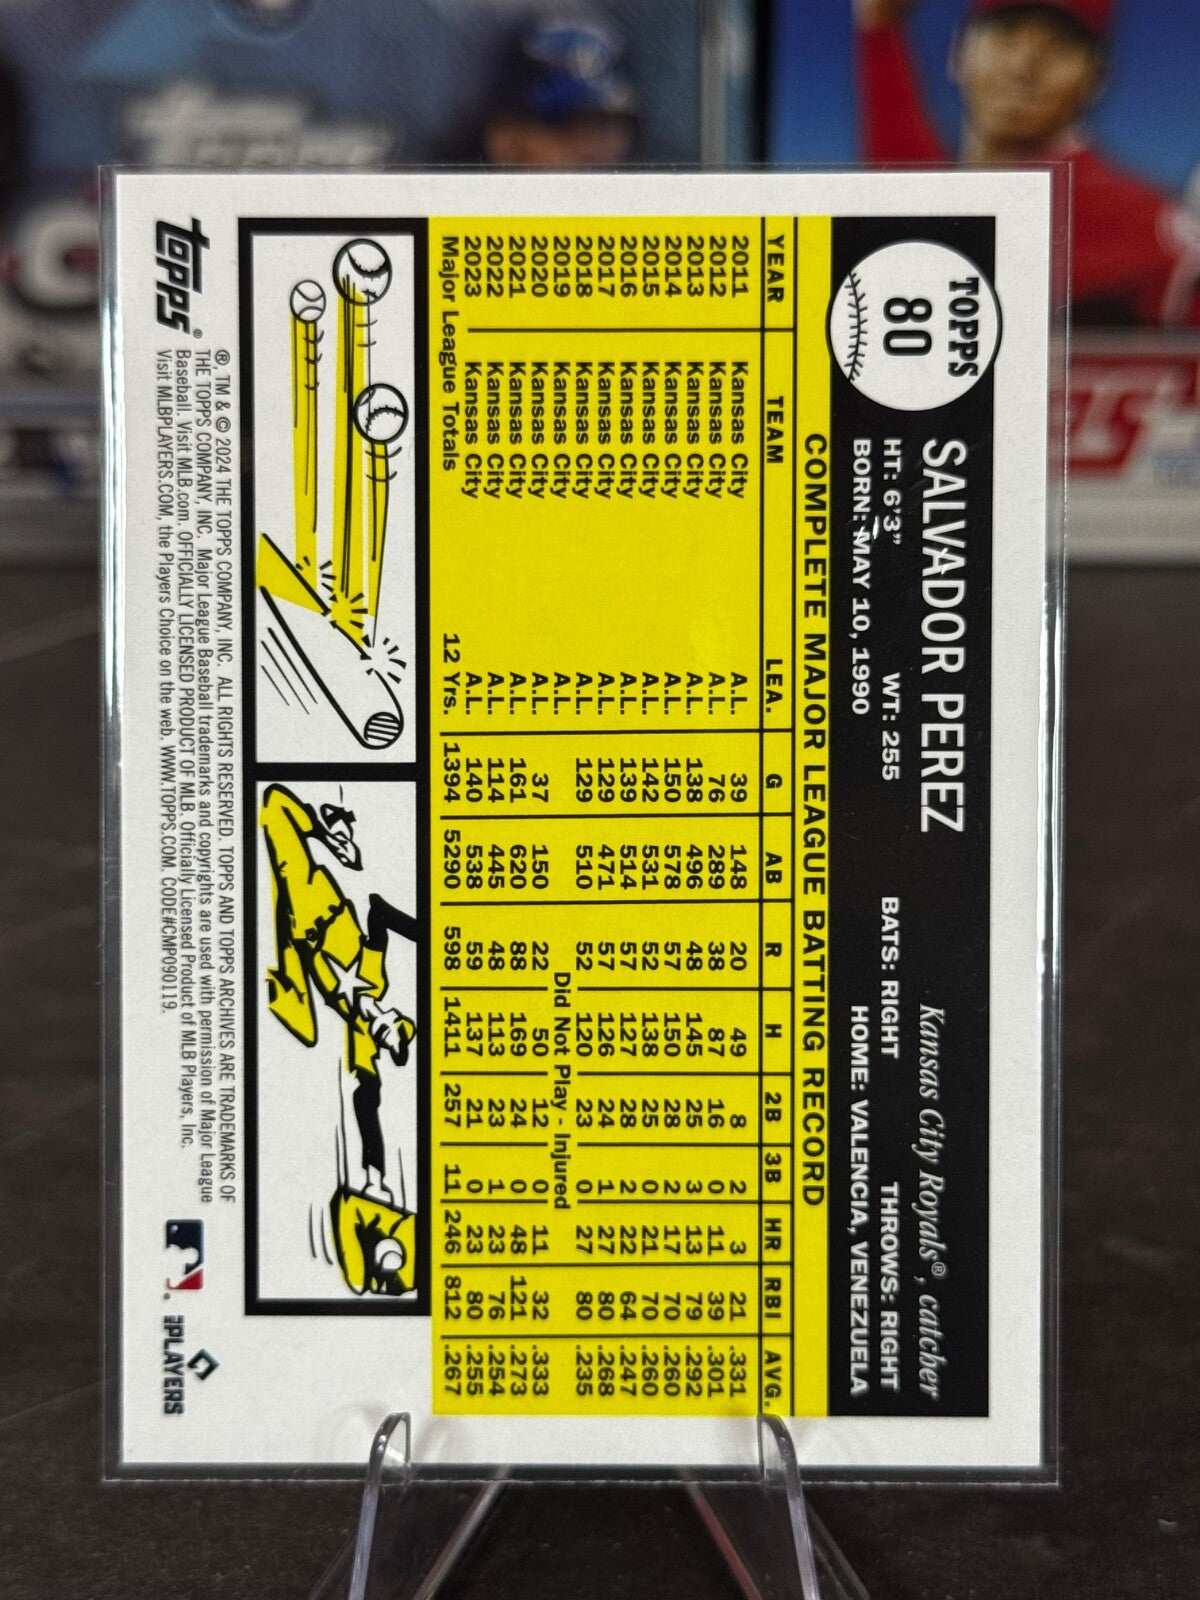 TOPPS
80
SALVADOR PEREZ
Kansas City Royals®, catcher
HT: 6'3" WT: 255 BATS: RIGHT THROWS: RIGHT
BORN: MAY 10, 1990 HOME: VALENCIA, VENEZUELA
COMPLETE MAJOR LEAGUE BATTING RECORD
YEAR TEAM LEA. G AB R H 2B 3B HR RBI AVG.
2011 Kansas City A.L. 39 148 20 49 8 2 3 21 .331
2012 Kansas City A.L. 76 289 38 87 16 0 11 39 .301
2013 Kansas City A.L. 138 496 48 145 25 3 13 79 .292
2014 Kansas City A.L. 150 578 57 150 28 2 17 70 .260
2015 Kansas City A.L. 142 531 52 138 25 0 21 70 .260
2016 Kansas City A.L. 139 514 57 127 28 2 22 64 .247
2017 Kansas City A.L. 129 471 57 126 24 1 27 80 .268
2018 Kansas City A.L. 129 510 52 120 23 0 27 80 .235
2019 Kansas City A.L. Did Not Play - Injured
2020 Kansas City A.L. 37 150 22 50 12 0 11 32 .333
2021 Kansas City A.L. 161 620 88 169 24 0 48 121 .273
2022 Kansas City A.L. 114 445 48 113 23 1 23 76 .254
2023 Kansas City A.L. 140 538 59 137 21 0 23 80 .255
Major League Totals 12 Yrs. 1394 5290 598 1411 257 11 246 812 .267
topps®
®, TM & © 2024 THE TOPPS COMPANY, INC. ALL RIGHTS RESERVED. TOPPS AND TOPPS ARCHIVES ARE TRADEMARKS OF
THE TOPPS COMPANY, INC. Major League Baseball trademarks and copyrights are used with permission of Major League
Baseball. Visit MLB.com. OFFICIALLY LICENSED PRODUCT OF MLB. Officially Licensed Product of MLB Players, Inc.
Visit MLBPLAYERS.COM, the Players Choice on the web. WWW.TOPPS.COM. CODE#CMP090119.
PLAYERS
topps